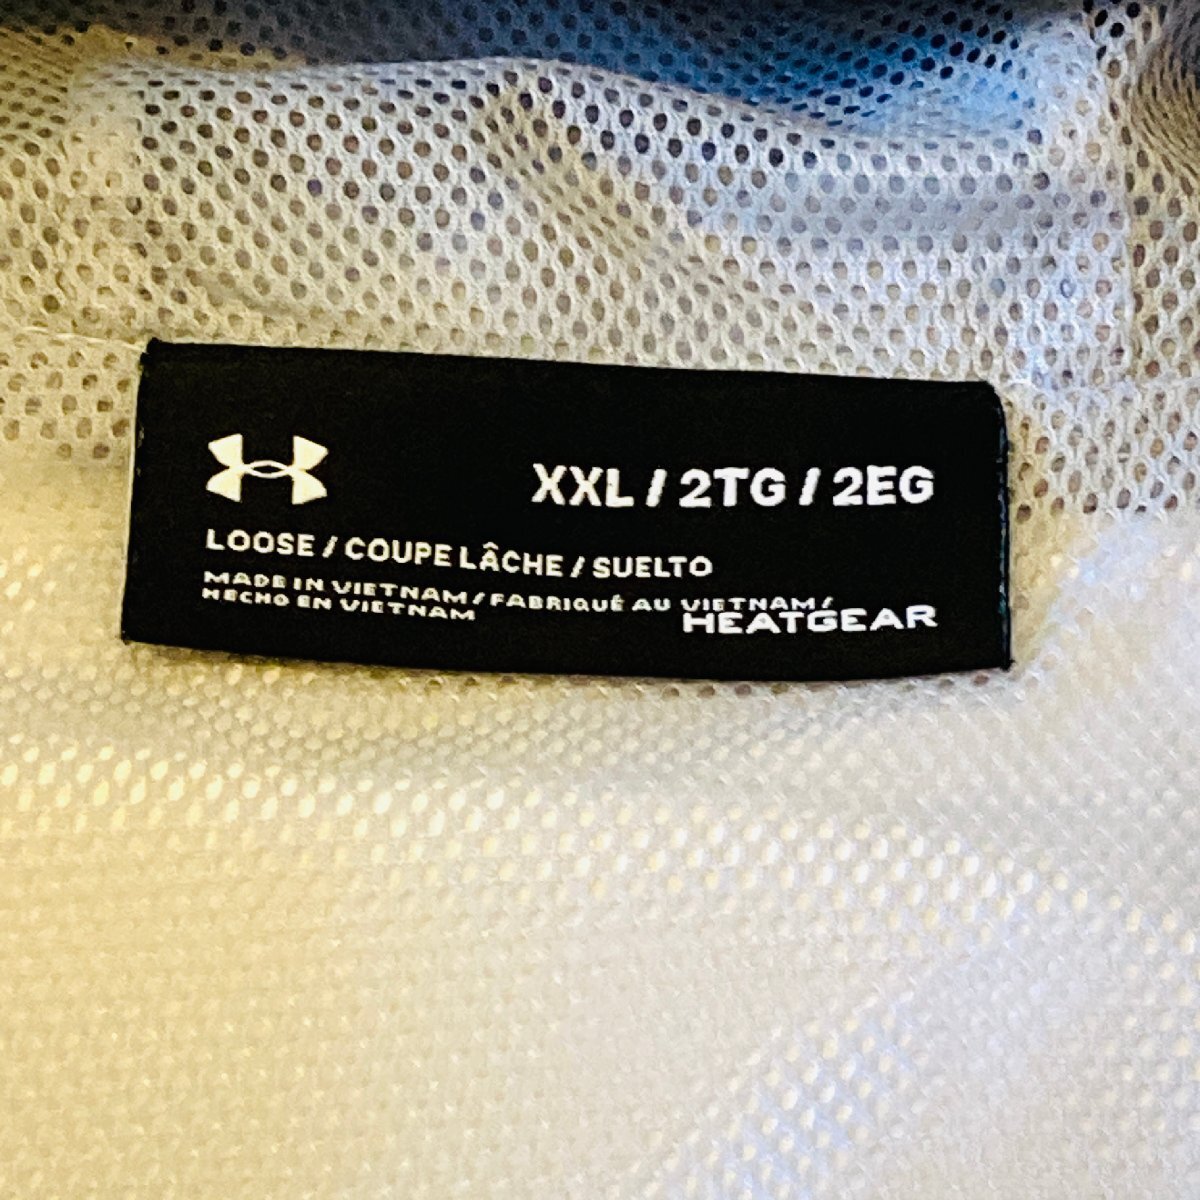 XXL / 2TG / 2EG
LOOSE / COUPE LÂCHE / SUELTO
MADE IN VIETNAM / FABRIQUÉ AU VIETNAM /
HECHO EN VIETNAM
HEATGEAR